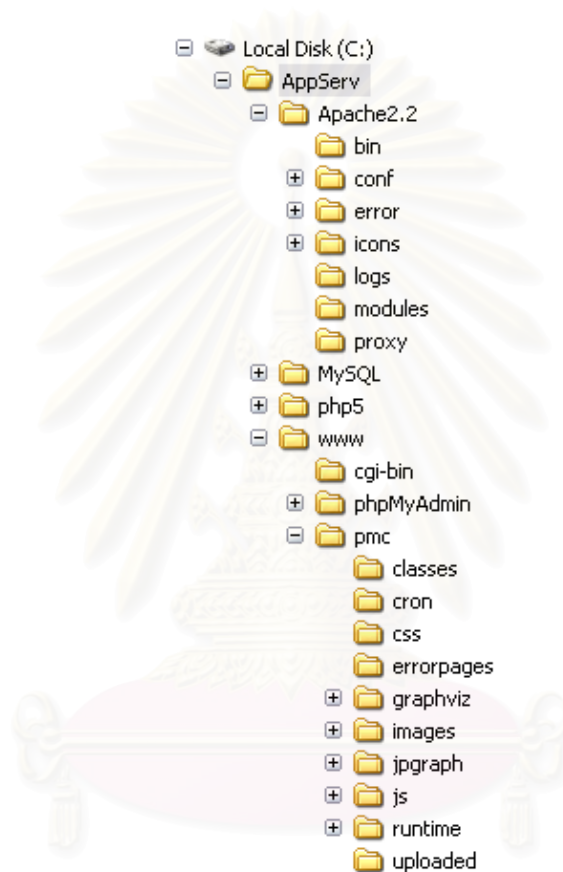 Local Disk (C:)
AppServ
Apache2.2
bin
conf
error
icons
logs
modules
proxy
MySQL
php5
www
cgi-bin
phpMyAdmin
pmc
classes
cron
css
errorpages
graphviz
images
jpgraph
js
runtime
uploaded